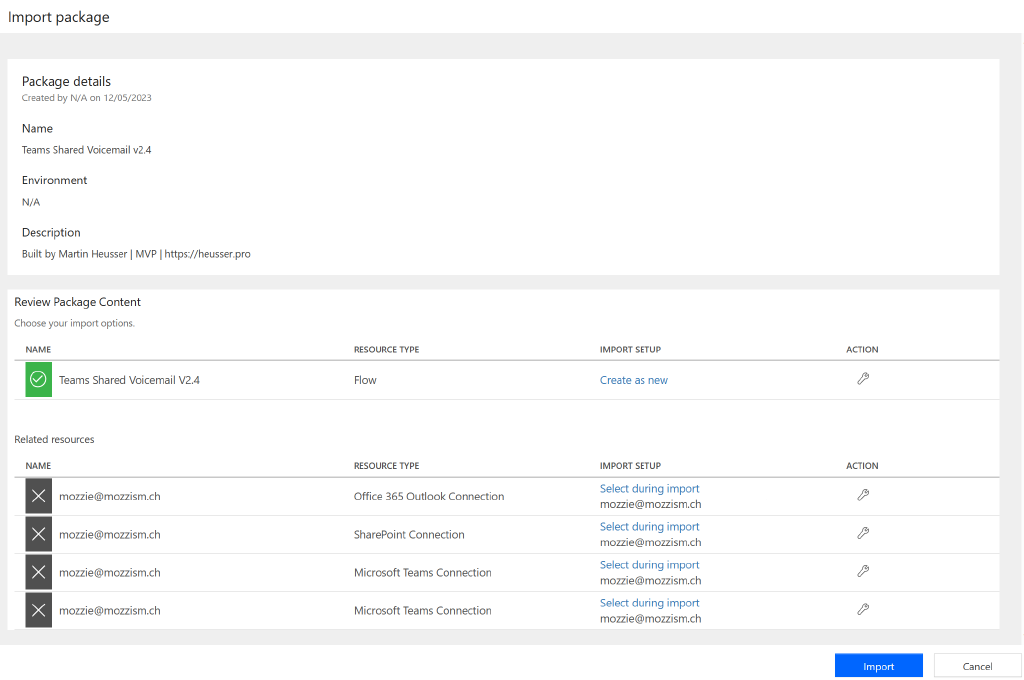 Import package
Package details
Created by N/A on 12/05/2023
Name
Teams Shared Voicemail v2.4
Environment
N/A
Description
Built by Martin Heusser | MVP | https://heusser.pro
Review Package Content
Choose your import options.
NAME RESOURCE TYPE IMPORT SETUP ACTION
Teams Shared Voicemail V2.4 Flow Create as new
Related resources
NAME RESOURCE TYPE IMPORT SETUP ACTION
mozzie@mozzism.ch Office 365 Outlook Connection Select during import
mozzie@mozzism.ch
mozzie@mozzism.ch SharePoint Connection Select during import
mozzie@mozzism.ch
mozzie@mozzism.ch Microsoft Teams Connection Select during import
mozzie@mozzism.ch
mozzie@mozzism.ch Microsoft Teams Connection Select during import
mozzie@mozzism.ch
Import Cancel